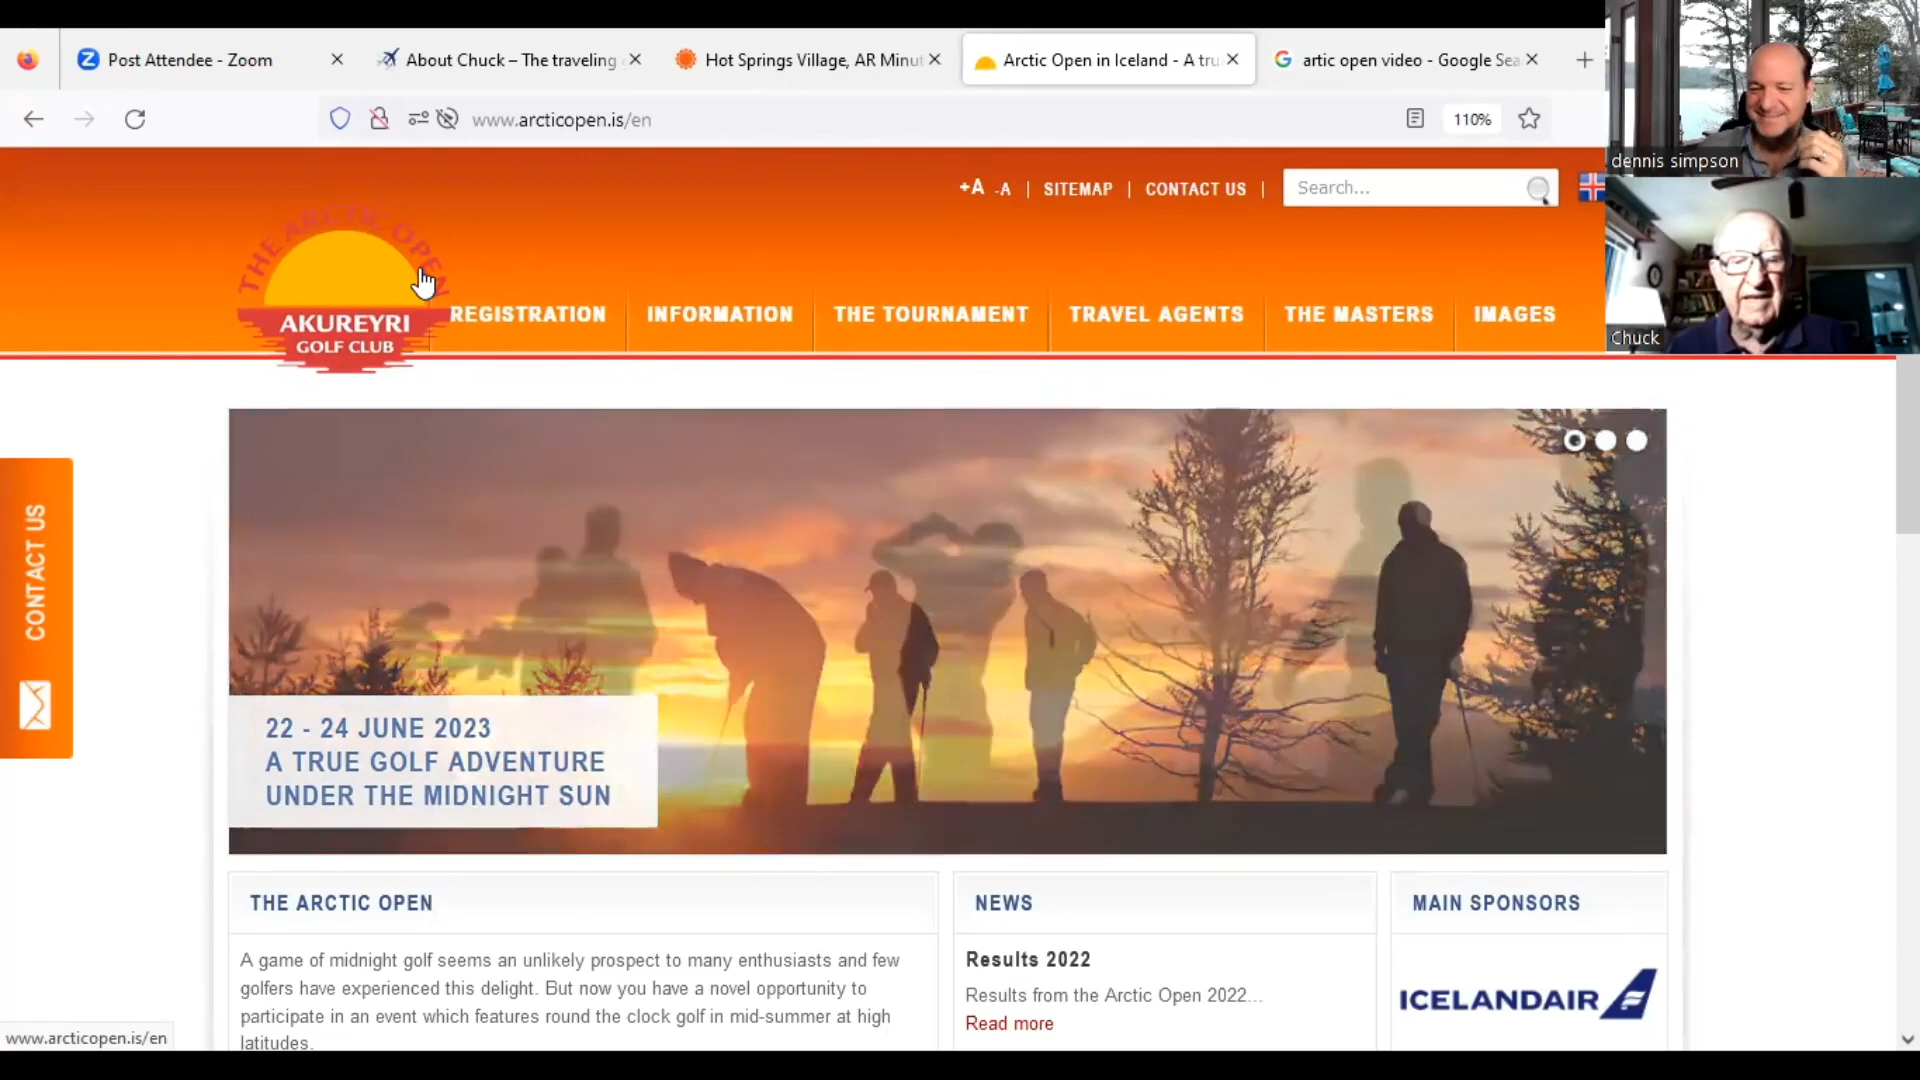 Post Attendee - Zoom
About Chuck – The traveling
Hot Springs Village, AR Minut
Arctic Open in Iceland - A tru
artic open video - Google Sea
www.arcticopen.is/en
110%
dennis simpson
+A -A | SITEMAP | CONTACT US |
Search...
THE ARCTIC OPEN
AKUREYRI
GOLF CLUB
REGISTRATION
INFORMATION
THE TOURNAMENT
TRAVEL AGENTS
THE MASTERS
IMAGES
Chuck
CONTACT US
22 - 24 JUNE 2023
A TRUE GOLF ADVENTURE
UNDER THE MIDNIGHT SUN
THE ARCTIC OPEN
A game of midnight golf seems an unlikely prospect to many enthusiasts and few
golfers have experienced this delight. But now you have a novel opportunity to
participate in an event which features round the clock golf in mid-summer at high
latitudes.
NEWS
Results 2022
Results from the Arctic Open 2022...
Read more
MAIN SPONSORS
ICELANDAIR
www.arcticopen.is/en